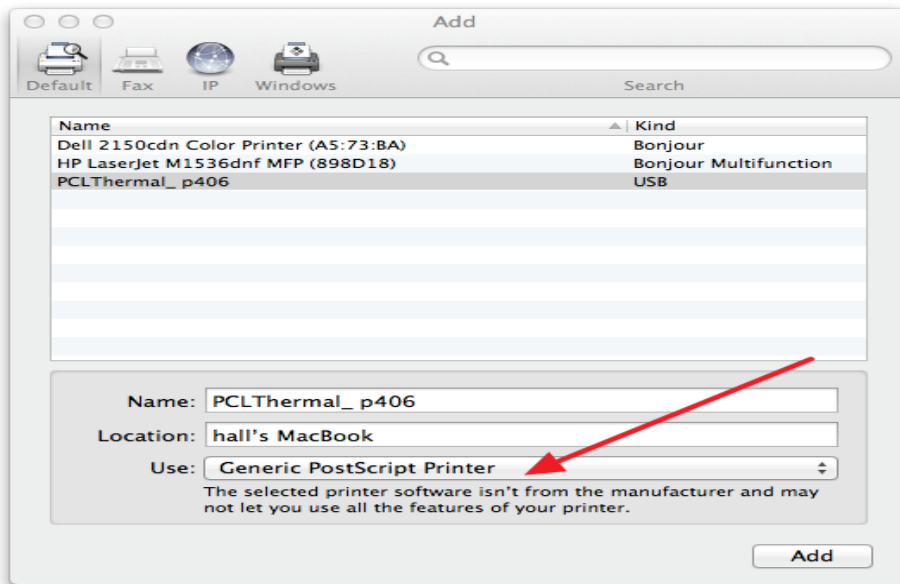 Add
Default Fax IP Windows Search
Name Kind
Dell 2150cdn Color Printer (A5:73:BA) Bonjour
HP LaserJet M1536dnf MFP (898D18) Bonjour Multifunction
PCLThermal_ p406 USB
Name: PCLThermal_ p406
Location: hall's MacBook
Use: Generic PostScript Printer
The selected printer software isn't from the manufacturer and may
not let you use all the features of your printer.
Add